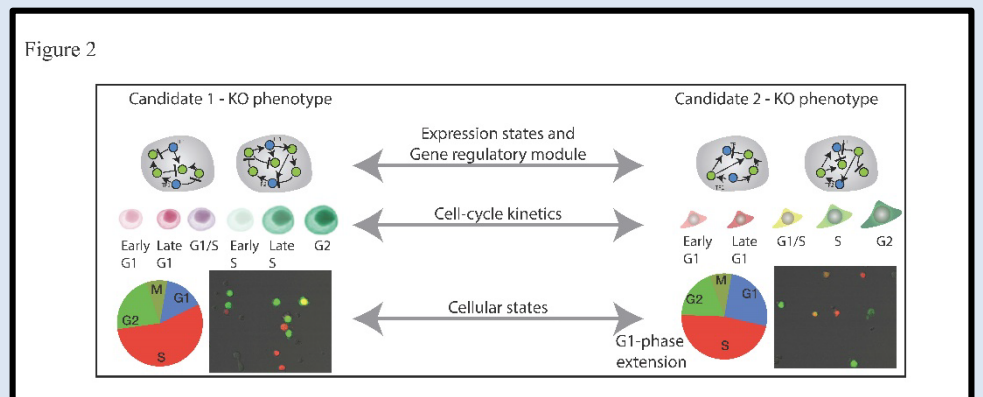 Figure 2
Candidate 1 - KO phenotype
Candidate 2 - KO phenotype
Expression states and
Gene regulatory module
Cell-cycle kinetics
Early Late G1/S Early Late G2
G1 G1 S S
Early Late G1/S S G2
G1 G1
M
G1
G2
S
Cellular states
G1-phase
extension
M
G1
G2
S